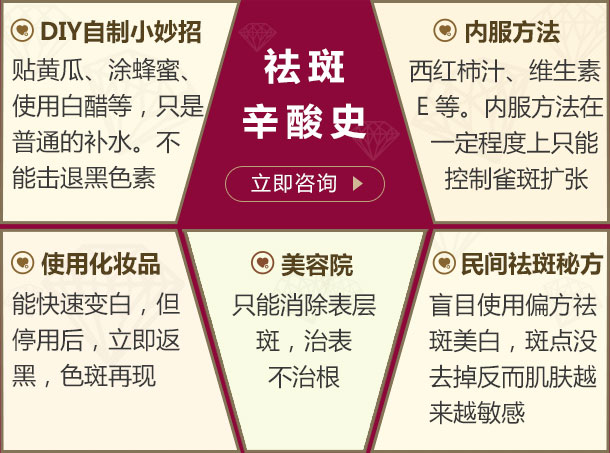 DIY自制小妙招
贴黄瓜、涂蜂蜜、
使用白醋等，只是
普通的补水。不
能击退黑色素
祛斑
辛酸史
立即咨询
内服方法
西红柿汁、维生素
E 等。内服方法在
一定程度上只能
控制雀斑扩张
使用化妆品
能快速变白，但
停用后，立即返
黑，色斑再现
美容院
只能消除表层
斑，治表
不治根
民间祛斑秘方
盲目使用偏方祛
斑美白，斑点没
去掉反而肌肤越
来越敏感